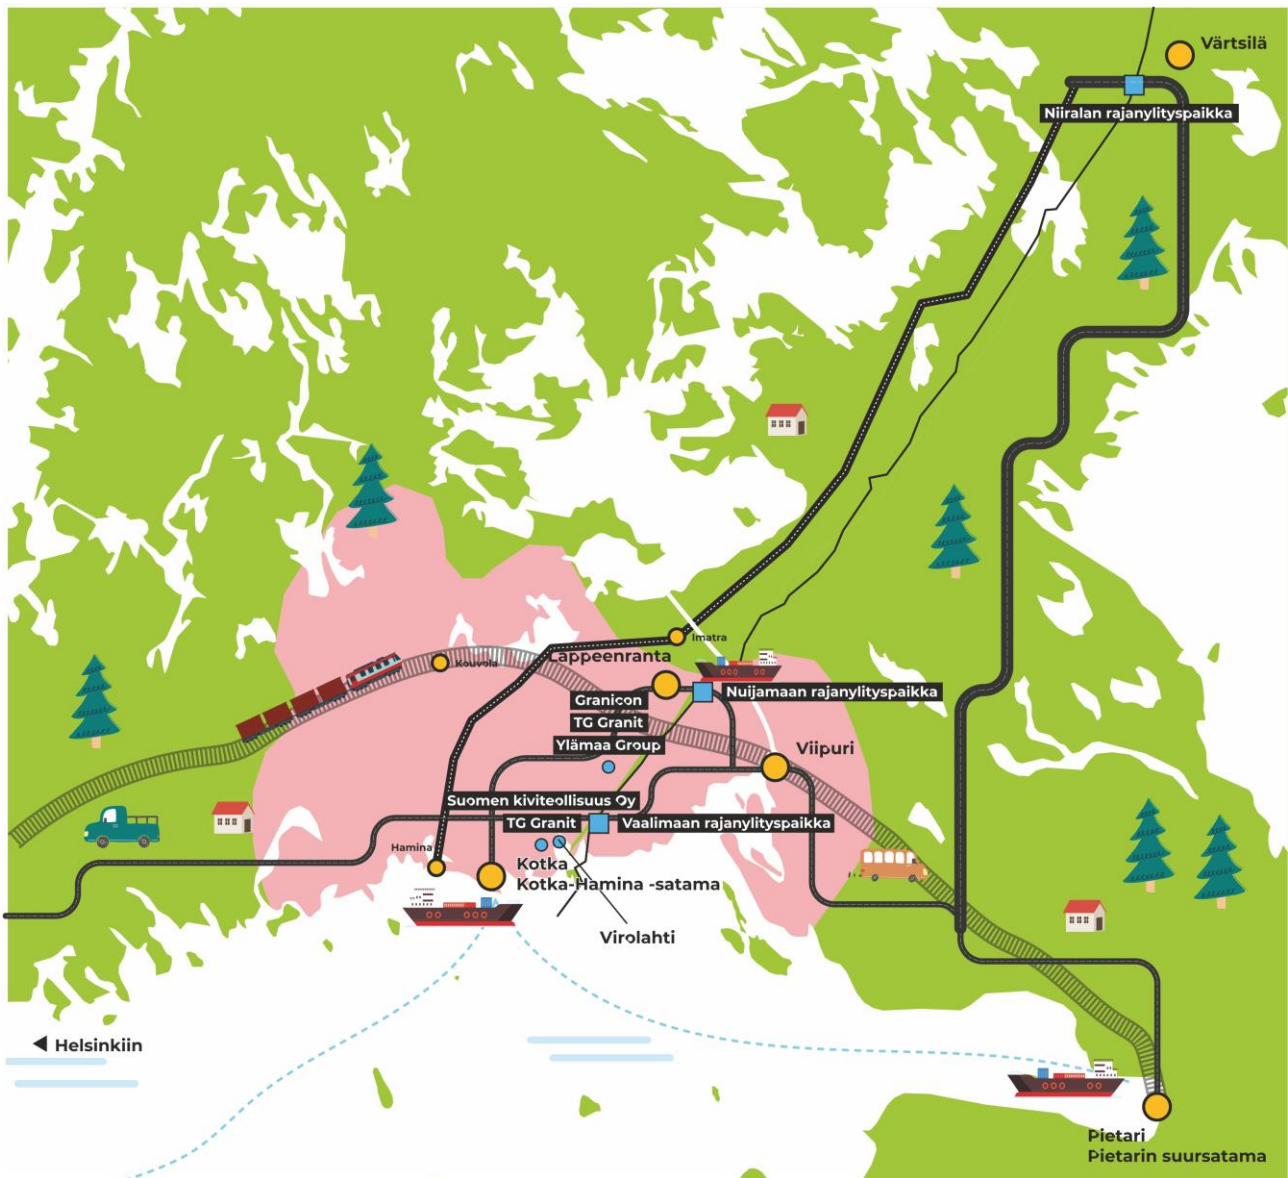 Värtsilä
Niiralan rajanylityspaikka
Imatra
Lappeenranta
Kouvola
Nuijamaan rajanylityspaikka
Granicon
TG Granit
Ylämaa Group
Viipuri
Suomen kiviteollisuus Oy
TG Granit
Vaalimaan rajanylityspaikka
Hamina
Kotka
Kotka-Hamina -satama
Virolahti
Helsinkiin
Pietari
Pietarin suursatama